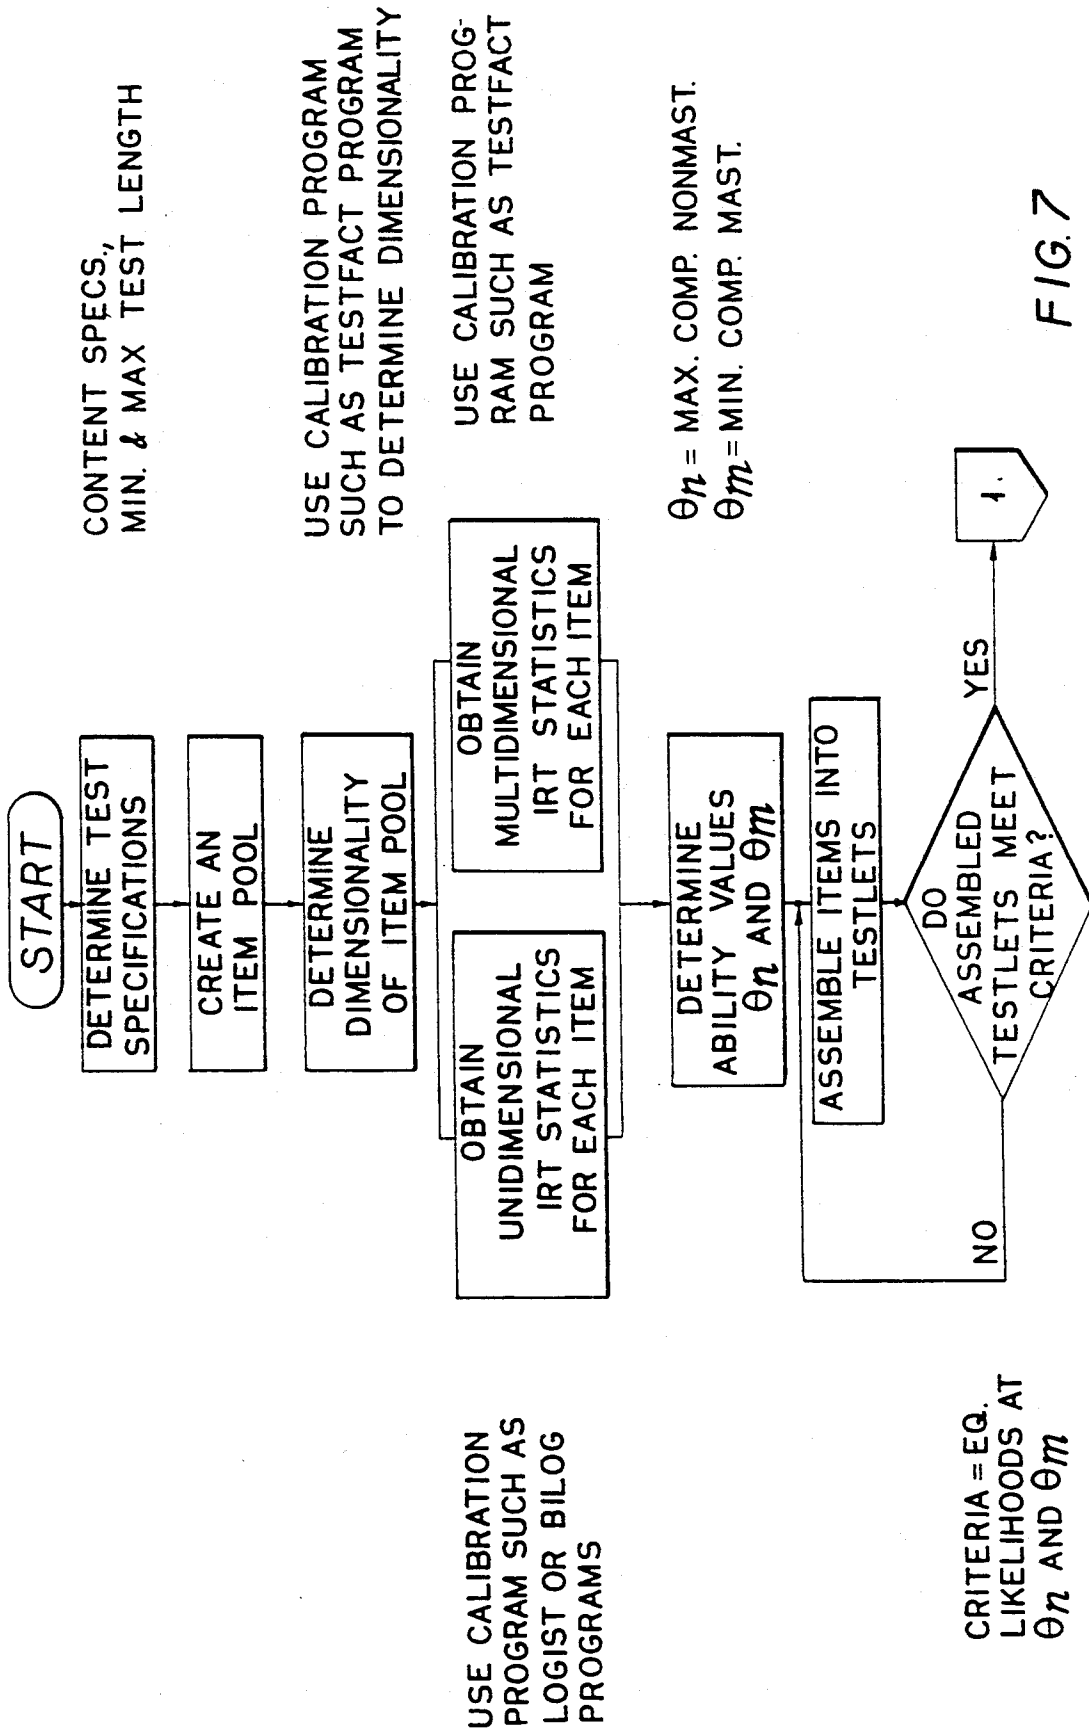 START
DETERMINE TEST
SPECIFICATIONS
CONTENT SPECS.,
MIN. & MAX TEST LENGTH
CREATE AN
ITEM POOL
DETERMINE
DIMENSIONALITY
OF ITEM POOL
USE CALIBRATION PROGRAM
SUCH AS TESTFACT PROGRAM
TO DETERMINE DIMENSIONALITY
USE CALIBRATION
PROGRAM SUCH AS
LOGIST OR BILOG
PROGRAMS
OBTAIN
UNIDIMENSIONAL
IRT STATISTICS
FOR EACH ITEM
OBTAIN
MULTIDIMENSIONAL
IRT STATISTICS
FOR EACH ITEM
USE CALIBRATION PROG-
RAM SUCH AS TESTFACT
PROGRAM
DETERMINE
ABILITY VALUES
θn AND θm
θn = MAX. COMP. NONMAST.
θm = MIN. COMP. MAST.
ASSEMBLE ITEMS INTO
TESTLETS
DO
ASSEMBLED
TESTLETS MEET
CRITERIA?
NO
YES
1.
CRITERIA = EQ.
LIKELIHOODS AT
θn AND θm
FIG. 7